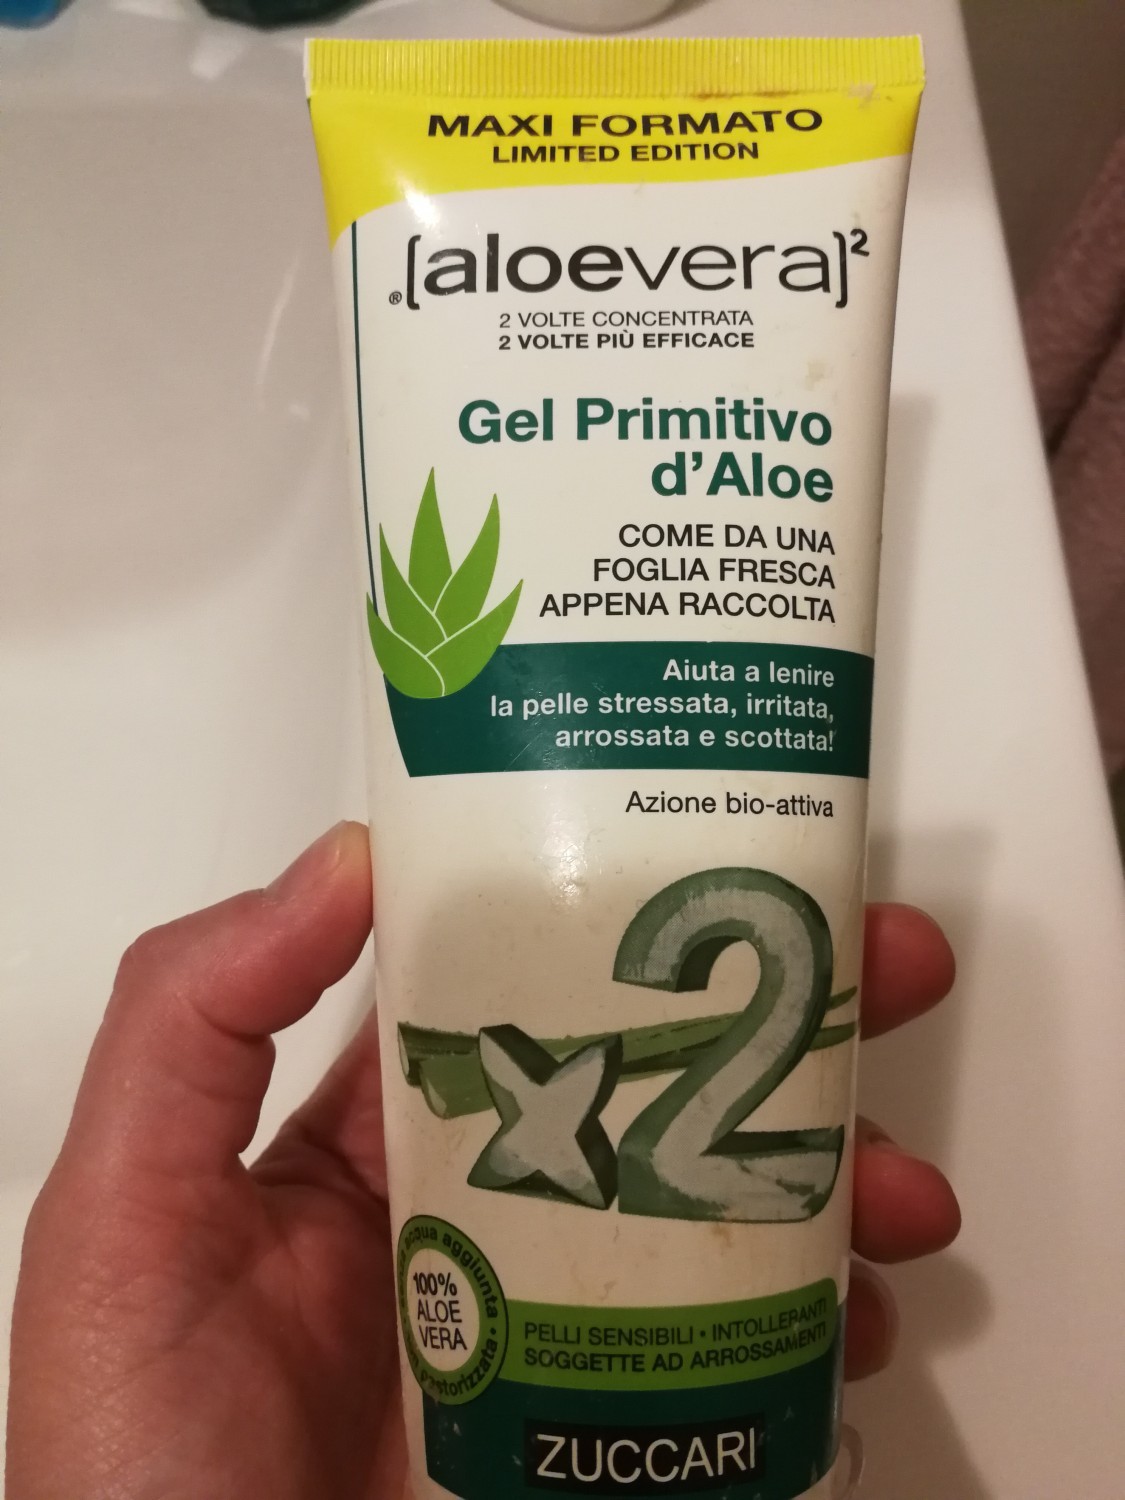 MAXI FORMATO
LIMITED EDITION
®[aloevera]²
2 VOLTE CONCENTRATA
2 VOLTE PIÙ EFFICACE
Gel Primitivo
d'Aloe
COME DA UNA
FOGLIA FRESCA
APPENA RACCOLTA
Aiuta a lenire
la pelle stressata, irritata,
arrossata e scottata!
Azione bio-attiva
x2
acqua aggiunta
100%
ALOE
VERA
pastorizzata
PELLI SENSIBILI • INTOLLERANTI
SOGGETTE AD ARROSSAMENTI
ZUCCARI